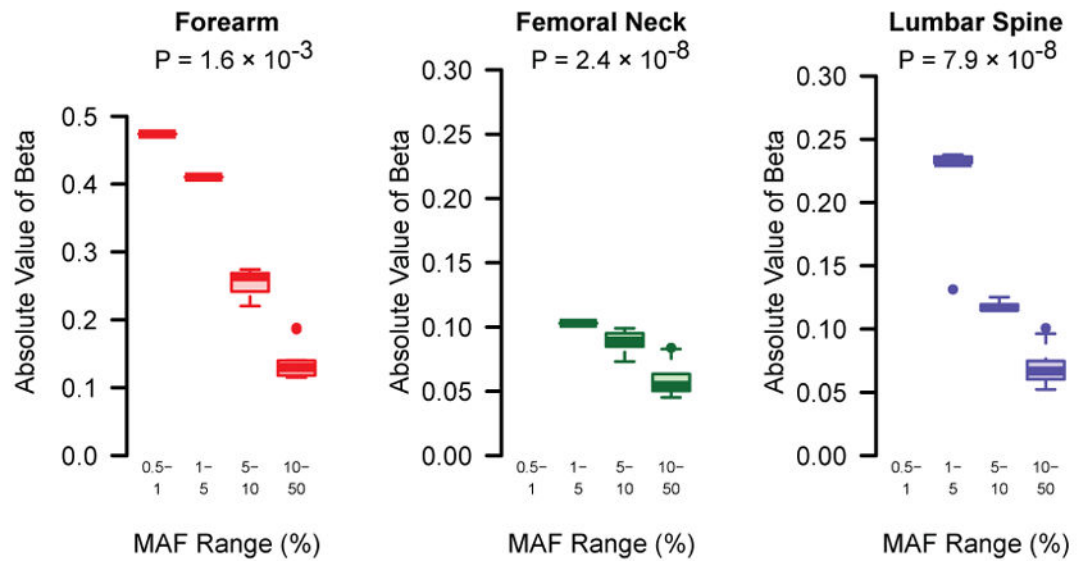 Forearm
P = 1.6 × 10⁻³
Absolute Value of Beta
0.5
0.4
0.3
0.2
0.1
0.0
0.5– 1– 5– 10–
1 5 10 50
MAF Range (%)
Femoral Neck
P = 2.4 × 10⁻⁸
Absolute Value of Beta
0.30
0.25
0.20
0.15
0.10
0.05
0.00
0.5– 1– 5– 10–
1 5 10 50
MAF Range (%)
Lumbar Spine
P = 7.9 × 10⁻⁸
Absolute Value of Beta
0.30
0.25
0.20
0.15
0.10
0.05
0.00
0.5– 1– 5– 10–
1 5 10 50
MAF Range (%)